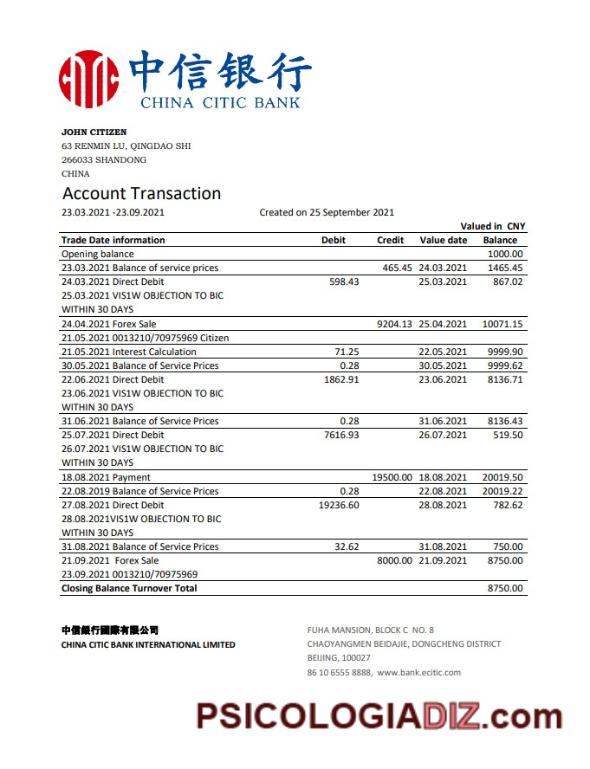 中信银行
CHINA CITIC BANK
JOHN CITIZEN
63 RENMIN LU, QINGDAO SHI
266033 SHANDONG
CHINA
Account Transaction
23.03.2021 -23.09.2021 Created on 25 September 2021
Valued in CNY
Trade Date information Debit Credit Value date Balance
Opening balance 1000.00
23.03.2021 Balance of service prices 465.45 24.03.2021 1465.45
24.03.2021 Direct Debit 598.43 25.03.2021 867.02
25.03.2021 VIS1W OBJECTION TO BIC
WITHIN 30 DAYS
24.04.2021 Forex Sale 9204.13 25.04.2021 10071.15
21.05.2021 0013210/70975969 Citizen
21.05.2021 Interest Calculation 71.25 22.05.2021 9999.90
30.05.2021 Balance of Service Prices 0.28 30.05.2021 9999.62
22.06.2021 Direct Debit 1862.91 23.06.2021 8136.71
23.06.2021 VIS1W OBJECTION TO BIC
WITHIN 30 DAYS
31.06.2021 Balance of Service Prices 0.28 31.06.2021 8136.43
25.07.2021 Direct Debit 7616.93 26.07.2021 519.50
26.07.2021 VIS1W OBJECTION TO BIC
WITHIN 30 DAYS
18.08.2021 Payment 19500.00 18.08.2021 20019.50
22.08.2019 Balance of Service Prices 0.28 22.08.2021 20019.22
27.08.2021 Direct Debit 19236.60 28.08.2021 782.62
28.08.2021VIS1W OBJECTION TO BIC
WITHIN 30 DAYS
31.08.2021 Balance of Service Prices 32.62 31.08.2021 750.00
21.09.2021 Forex Sale 8000.00 21.09.2021 8750.00
23.09.2021 0013210/70975969
Closing Balance Turnover Total 8750.00
中信銀行國際有限公司
CHINA CITIC BANK INTERNATIONAL LIMITED
FUHA MANSION, BLOCK C NO. 8
CHAOYANGMEN BEIDAJIE, DONGCHENG DISTRICT
BEIJING, 100027
86 10 6555 8888, www.bank.ecitic.com
PSICOLOGIADIZ.com